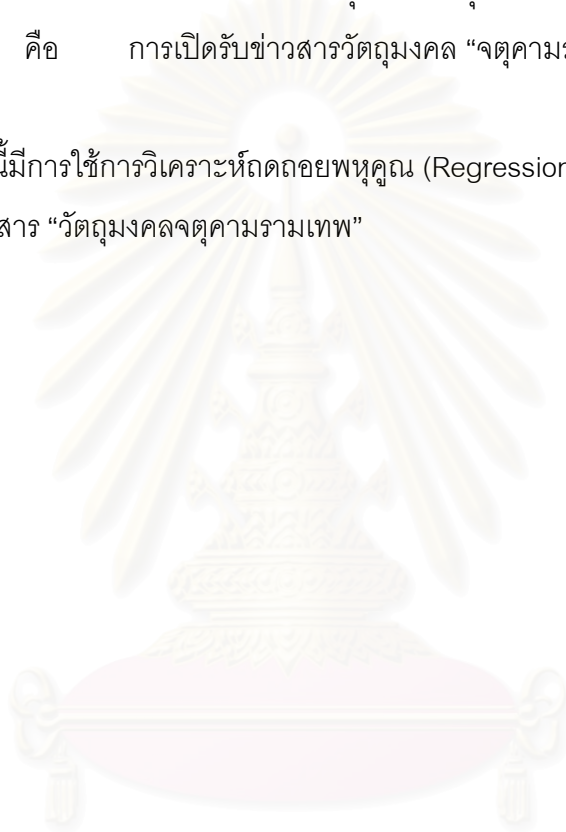 คือ การเปิดรับข่าวสารวัตถุมงคล “จตุคาม
นี้มีการใช้การวิเคราะห์ถดถอยพหุคูณ (Regression
สาร “วัตถุมงคลจตุคามรามเทพ”